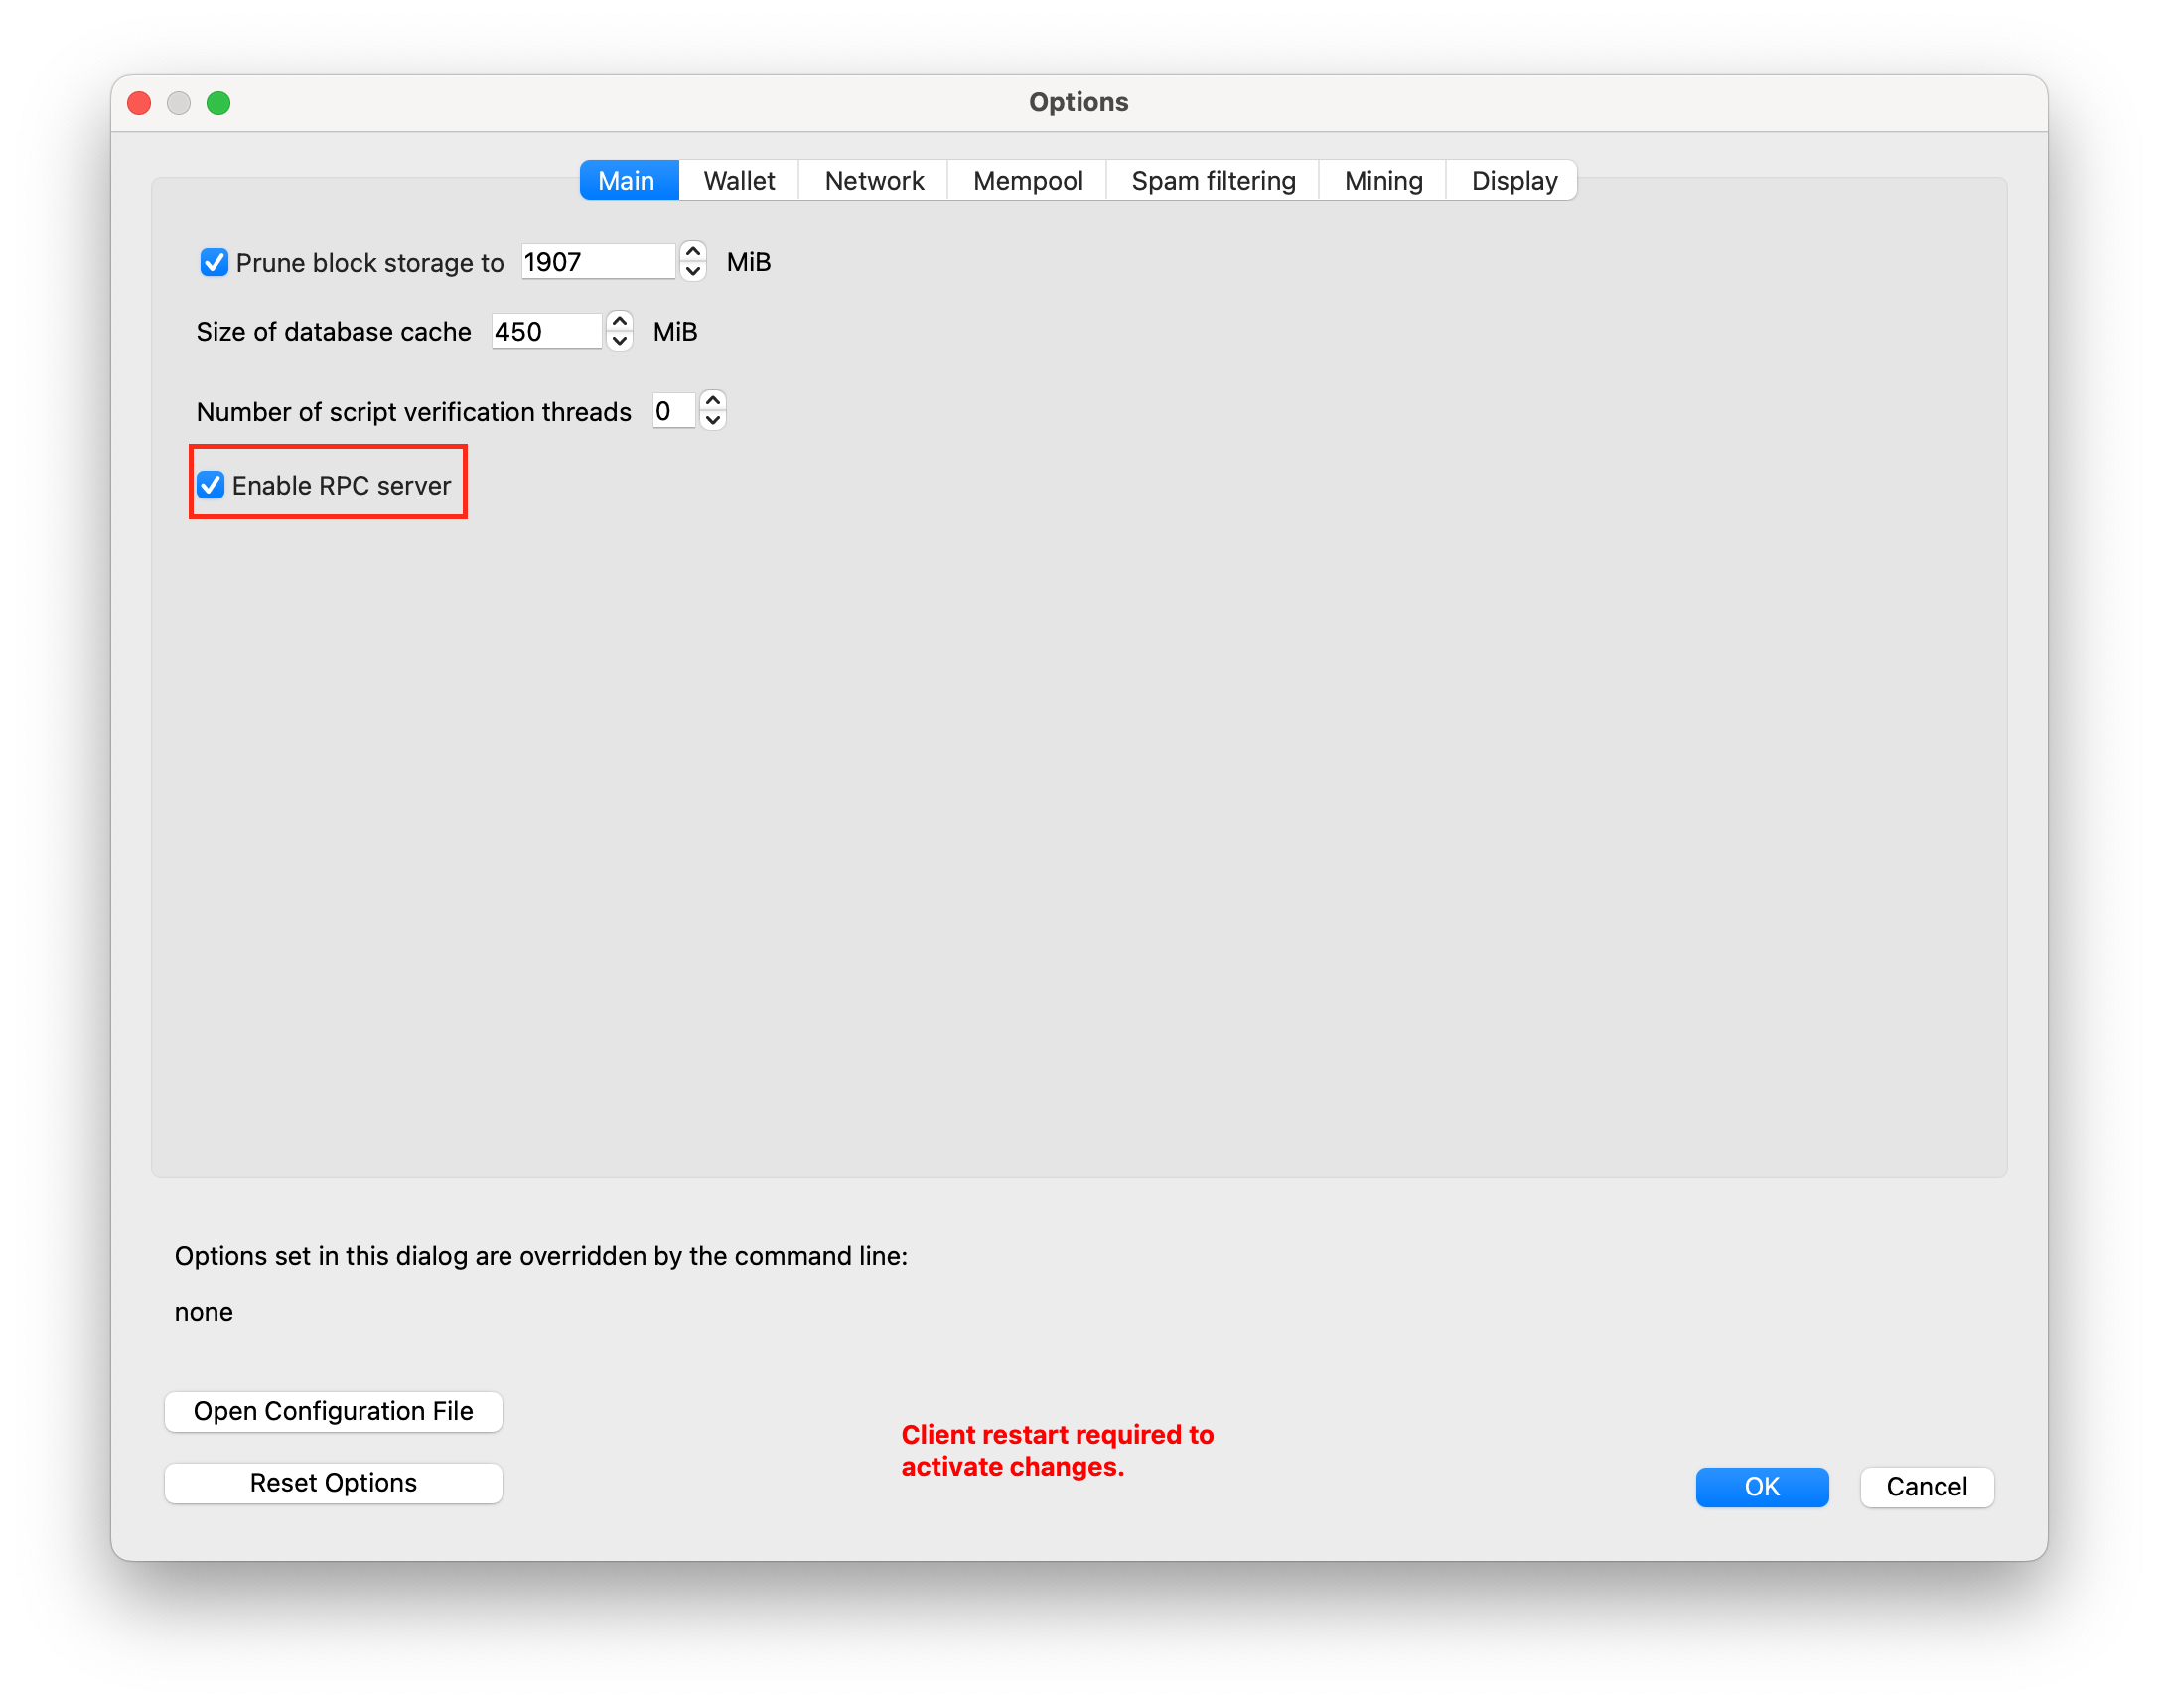 Options
Main Wallet Network Mempool Spam filtering Mining Display
Prune block storage to 1907 MiB
Size of database cache 450 MiB
Number of script verification threads 0
Enable RPC server
Options set in this dialog are overridden by the command line:
none
Open Configuration File
Client restart required to
activate changes.
Reset Options
OK Cancel